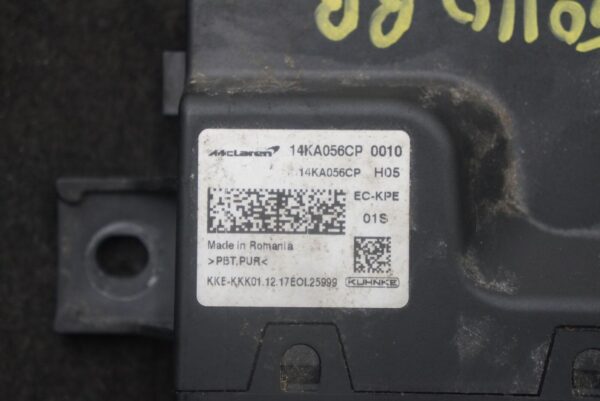 McLaren 14KA056CP 0010
14KA056CP H05
EC-KPE
01S
Made in Romania
>PBT,PUR<
KKE-KKK01.12.17EOL25999 KUHNKE